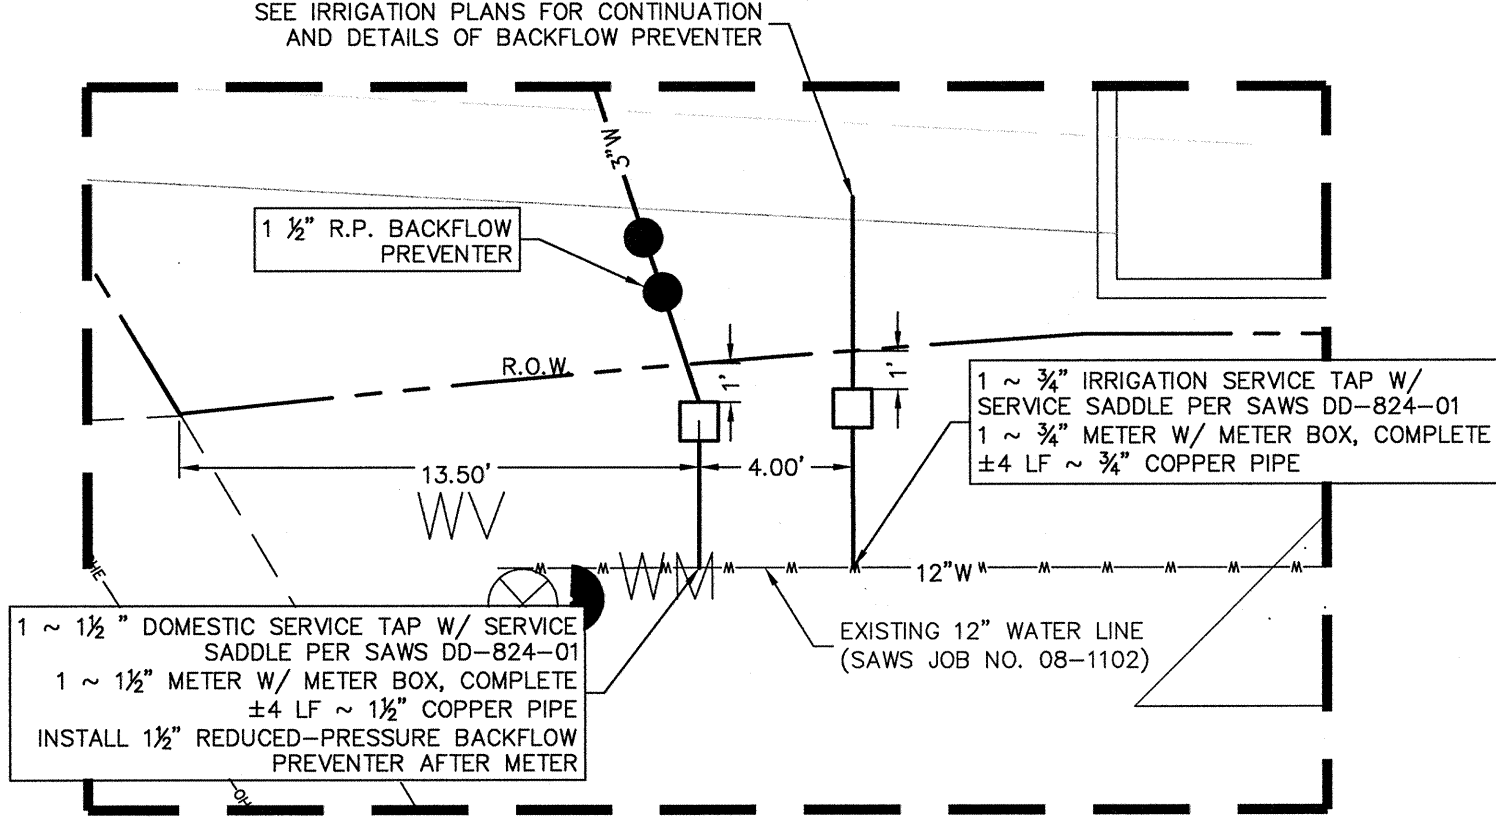 SEE IRRIGATION PLANS FOR CONTINUATION
AND DETAILS OF BACKFLOW PREVENTER
3"W
1 ½" R.P. BACKFLOW
PREVENTER
R.O.W.
1'
1'
1 ~ ¾" IRRIGATION SERVICE TAP W/
SERVICE SADDLE PER SAWS DD-824-01
1 ~ ¾" METER W/ METER BOX, COMPLETE
±4 LF ~ ¾" COPPER PIPE
13.50'
4.00'
WV
OHE
W
W
WM
W
W
W
W
12"W
W
W
W
W
W
W
1 ~ 1½ " DOMESTIC SERVICE TAP W/ SERVICE
SADDLE PER SAWS DD-824-01
1 ~ 1½" METER W/ METER BOX, COMPLETE
±4 LF ~ 1½" COPPER PIPE
INSTALL 1½" REDUCED-PRESSURE BACKFLOW
PREVENTER AFTER METER
EXISTING 12" WATER LINE
(SAWS JOB NO. 08-1102)